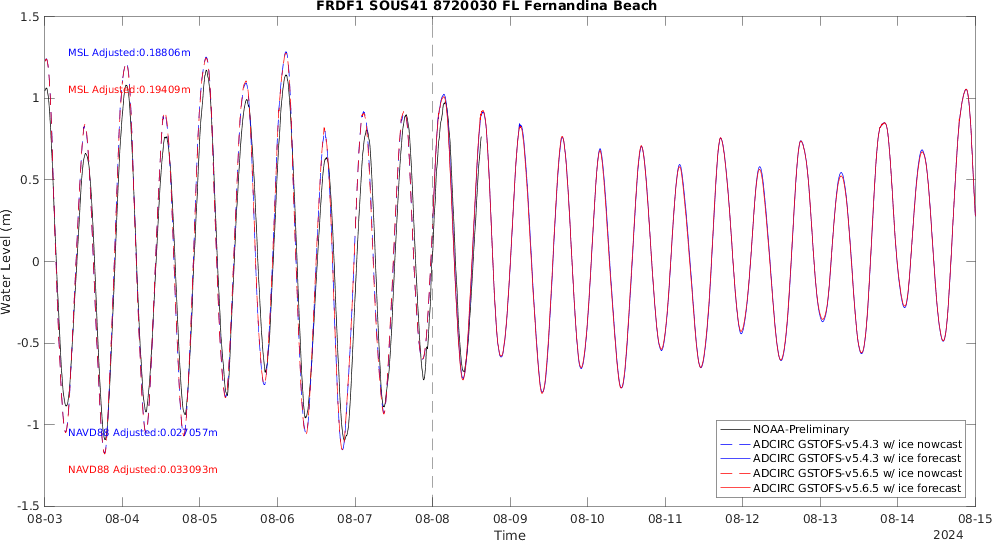 FRDF1 SOUS41 8720030 FL Fernandina Beach
1.5
1
0.5
0
-0.5
-1
-1.5
Water Level (m)
MSL Adjusted:0.18806m
MSL Adjusted:0.19409m
NAVD88 Adjusted:0.027057m
NAVD88 Adjusted:0.033093m
NOAA-Preliminary
ADCIRC GSTOFS-v5.4.3 w/ ice nowcast
ADCIRC GSTOFS-v5.4.3 w/ ice forecast
ADCIRC GSTOFS-v5.6.5 w/ ice nowcast
ADCIRC GSTOFS-v5.6.5 w/ ice forecast
08-03 08-04 08-05 08-06 08-07 08-08 08-09 08-10 08-11 08-12 08-13 08-14 08-15
Time
2024